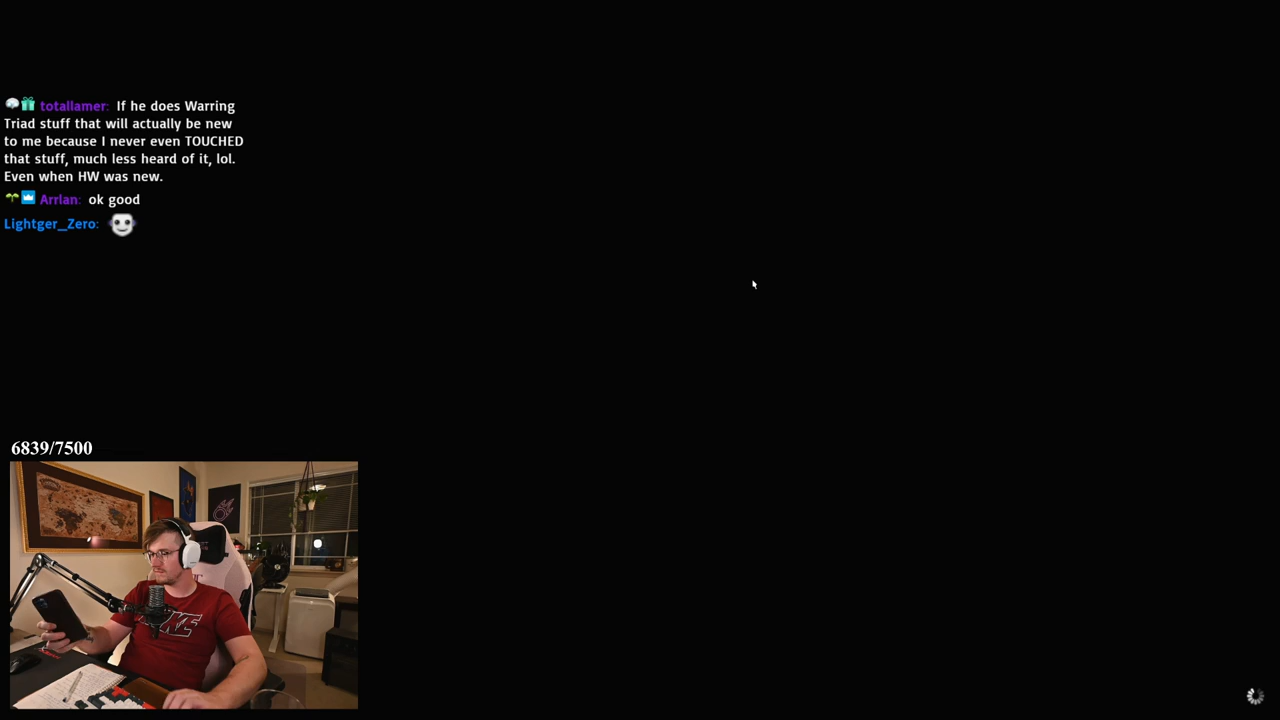 totallamer: If he does Warring
Triad stuff that will actually be new
to me because I never even TOUCHED
that stuff, much less heard of it, lol.
Even when HW was new.
Arrlan: ok good
Lightger_Zero:
6839/7500